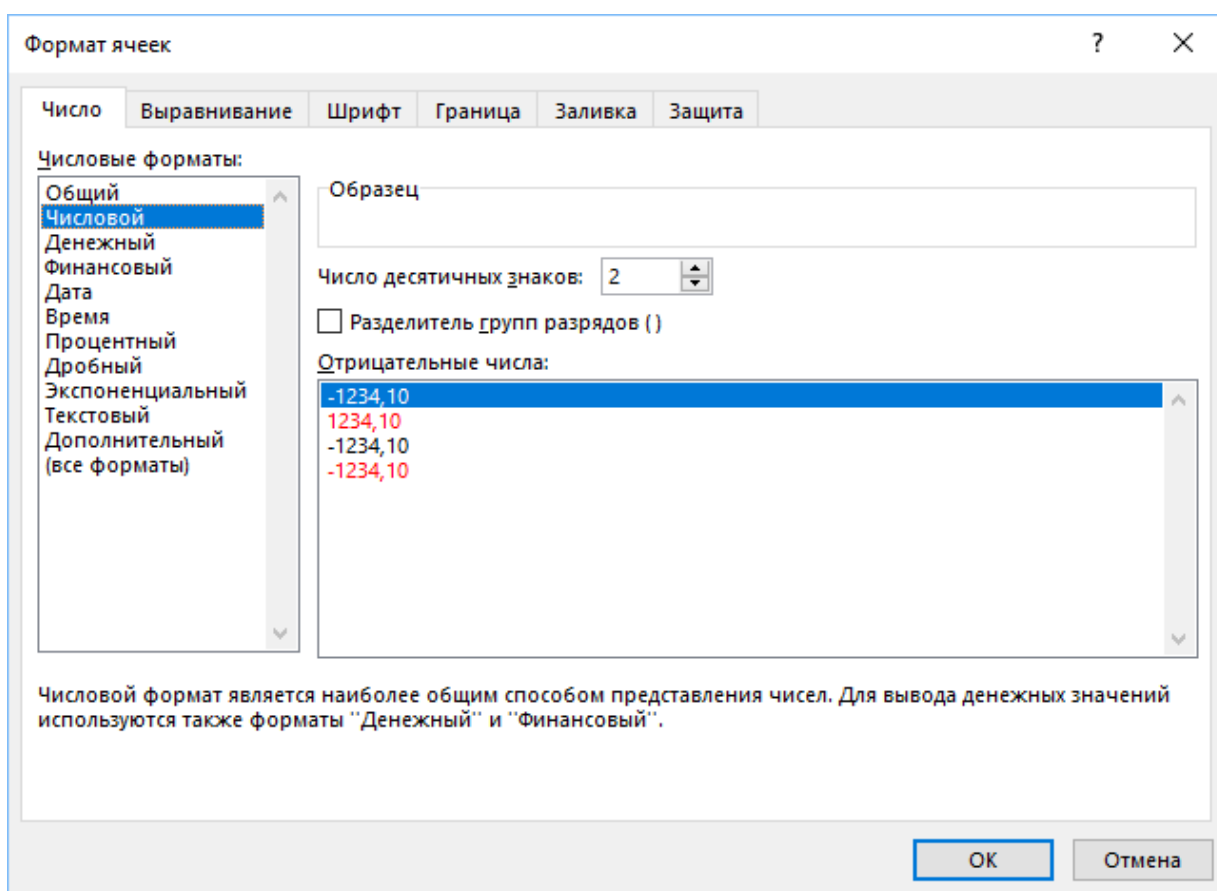 Формат ячеек
?
Число Выравнивание Шрифт Граница Заливка Защита
Числовые форматы:
Общий
Числовой
Денежный
Финансовый
Дата
Время
Процентный
Дробный
Экспоненциальный
Текстовый
Дополнительный
(все форматы)
Образец
Число десятичных знаков: 2
Разделитель групп разрядов ( )
Отрицательные числа:
-1234,10
1234,10
-1234,10
-1234,10
Числовой формат является наиболее общим способом представления чисел. Для вывода денежных значений
используются также форматы "Денежный" и "Финансовый".
ОК Отмена